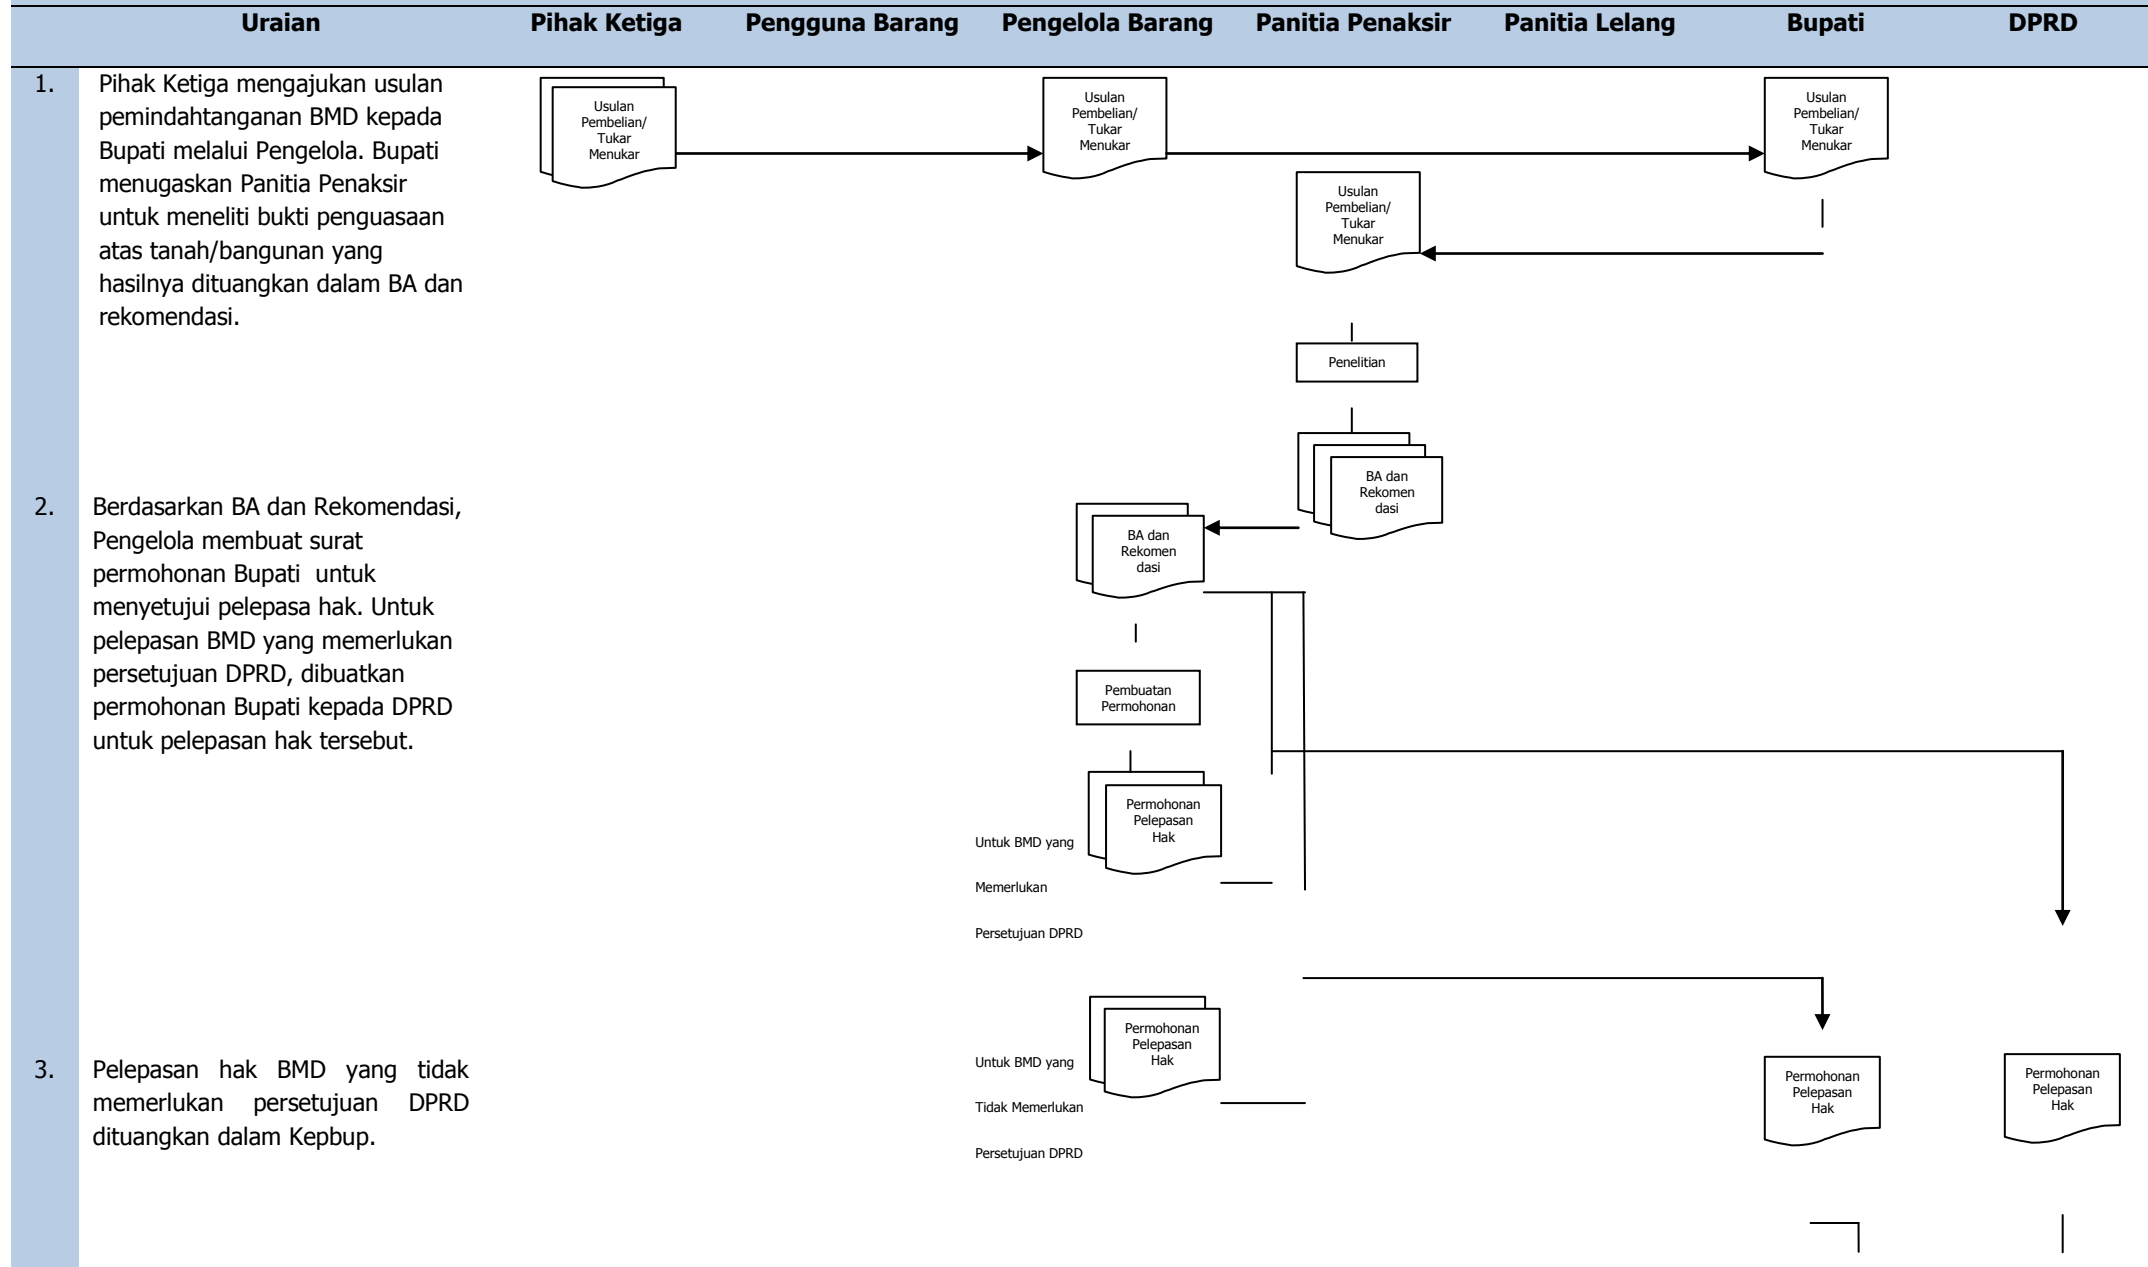 Uraian Pihak Ketiga Pengguna Barang Pengelola Barang Panitia Penaksir Panitia Lelang Bupati DPRD
1. Pihak Ketiga mengajukan usulan
pemindahtanganan BMD kepada
Bupati melalui Pengelola. Bupati
menugaskan Panitia Penaksir
untuk meneliti bukti penguasaan
atas tanah/bangunan yang
hasilnya dituangkan dalam BA dan
rekomendasi.
Usulan
Pembelian/
Tukar
Menukar
Usulan
Pembelian/
Tukar
Menukar
Usulan
Pembelian/
Tukar
Menukar
Usulan
Pembelian/
Tukar
Menukar
Penelitian
BA dan
Rekomen
dasi
2. Berdasarkan BA dan Rekomendasi,
Pengelola membuat surat
permohonan Bupati untuk
menyetujui pelepasa hak. Untuk
pelepasan BMD yang memerlukan
persetujuan DPRD, dibuatkan
permohonan Bupati kepada DPRD
untuk pelepasan hak tersebut.
BA dan
Rekomen
dasi
Pembuatan
Permohonan
Permohonan
Pelepasan
Hak
Untuk BMD yang
Memerlukan
Persetujuan DPRD
3. Pelepasan hak BMD yang tidak
memerlukan persetujuan DPRD
dituangkan dalam Kepbup.
Permohonan
Pelepasan
Hak
Untuk BMD yang
Tidak Memerlukan
Persetujuan DPRD
Permohonan
Pelepasan
Hak
Permohonan
Pelepasan
Hak